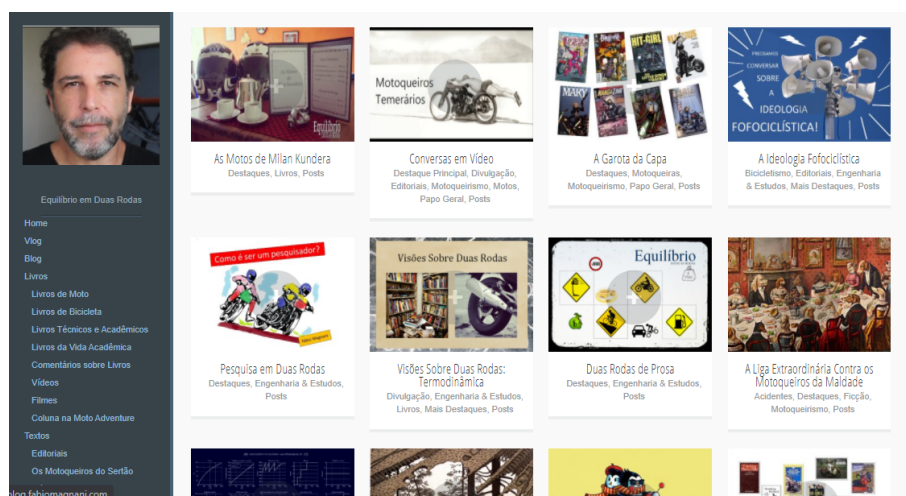 Equilíbrio em Duas Rodas
Home
Vlog
Blog
Livros
Livros de Moto
Livros de Bicicleta
Livros Técnicos e Acadêmicos
Livros da Vida Acadêmica
Comentários sobre Livros
Vídeos
Filmes
Coluna na Moto Adventure
Textos
Editoriais
Os Motoqueiros do Sertão
blog.fabiomagnani.com
Equilíbrio
As Motos de Milan Kundera
Destaques, Livros, Posts
Motoqueiros
Temerários
Conversas em Vídeo
Destaque Principal, Divulgação,
Editoriais, Motoqueirismo, Motos,
Papo Geral, Posts
HIT-GIRL
MARY
A Garota da Capa
Destaques, Motoqueiras,
Motoqueirismo, Papo Geral, Posts
PRECISAMOS
CONVERSAR
SOBRE
A
IDEOLOGIA
FOFOCICLÍSTICA!
A Ideologia Fofociclística
Bicicletismo, Editoriais, Engenharia
& Estudos, Mais Destaques, Posts
Como é ser um pesquisador?
Pesquisa em Duas Rodas
Destaques, Engenharia & Estudos,
Posts
Visões Sobre Duas Rodas
Visões Sobre Duas Rodas:
Termodinâmica
Divulgação, Engenharia & Estudos,
Livros, Mais Destaques, Posts
Equilíbrio
Duas Rodas de Prosa
Destaques, Engenharia & Estudos,
Posts
A Liga Extraordinária Contra os
Motoqueiros da Maldade
Acidentes, Destaques, Ficção,
Motoqueirismo, Posts